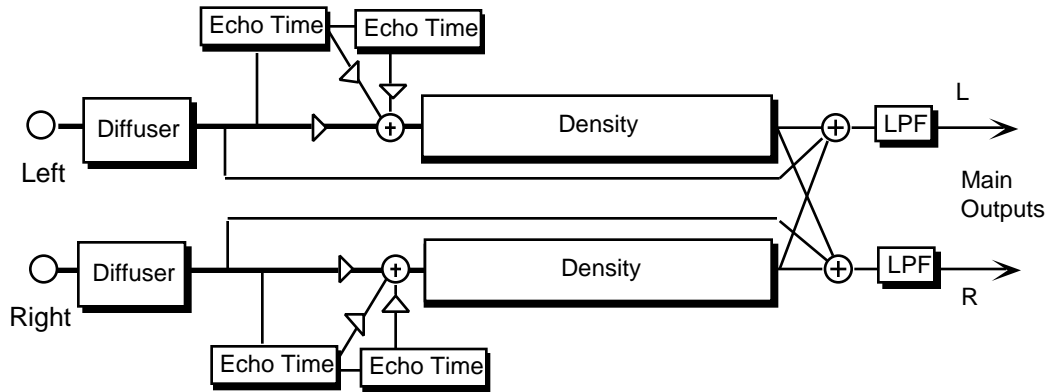 Echo Time
Echo Time
Diffuser
Density
LPF
L
Left
Main
Outputs
Diffuser
Density
LPF
R
Right
Echo Time
Echo Time